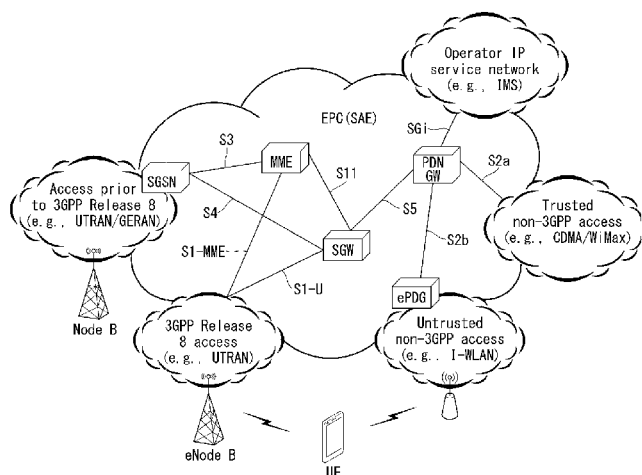 Operator IP
service network
(e.g., IMS)
EPC(SAE)
SGi
S3
MME
S2a
SGSN
S11
PDN
GW
Access prior
to 3GPP Release 8
(e.g., UTRAN/GERAN)
S4
S5
Trusted
non-3GPP access
(e.g., CDMA/WiMax)
S1-MME
SGW
S2b
S1-U
ePDG
Node B
3GPP Release
8 access
(e.g., UTRAN)
Untrusted
non-3GPP access
(e.g., I-WLAN)
eNode B
UE